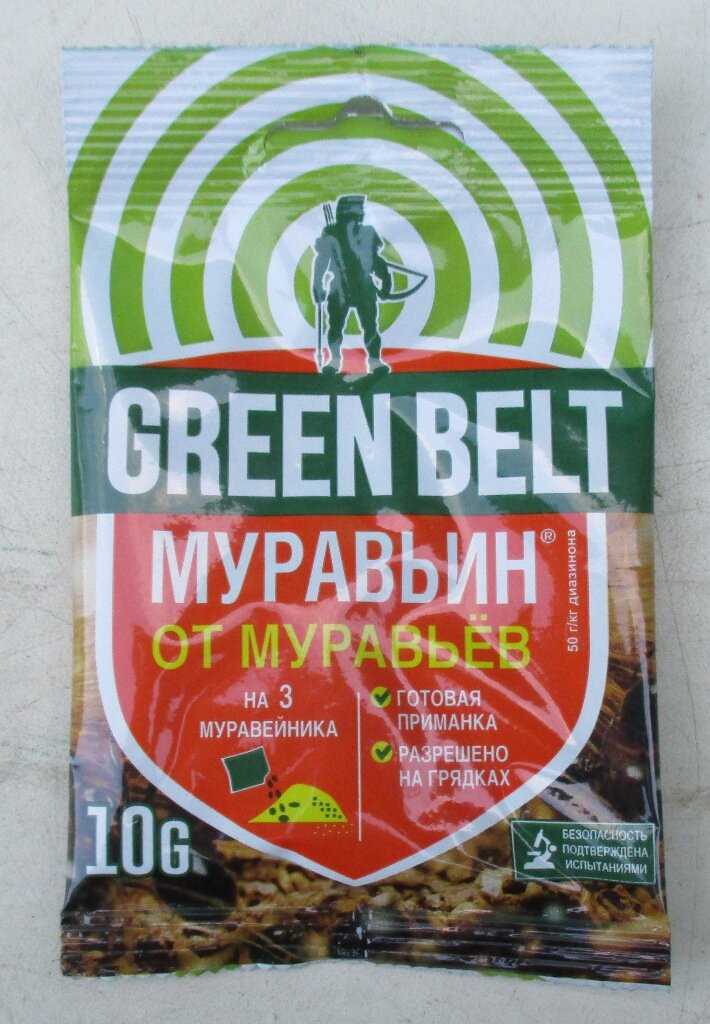 GREEN BELT
МУРАВЬИН®
50 г/кг диазинона
ОТ МУРАВЬЁВ
НА 3
МУРАВЕЙНИКА
ГОТОВАЯ
ПРИМАНКА
РАЗРЕШЕНО
НА ГРЯДКАХ
10G
БЕЗОПАСНОСТЬ
ПОДТВЕРЖДЕНА
ИСПЫТАНИЯМИ